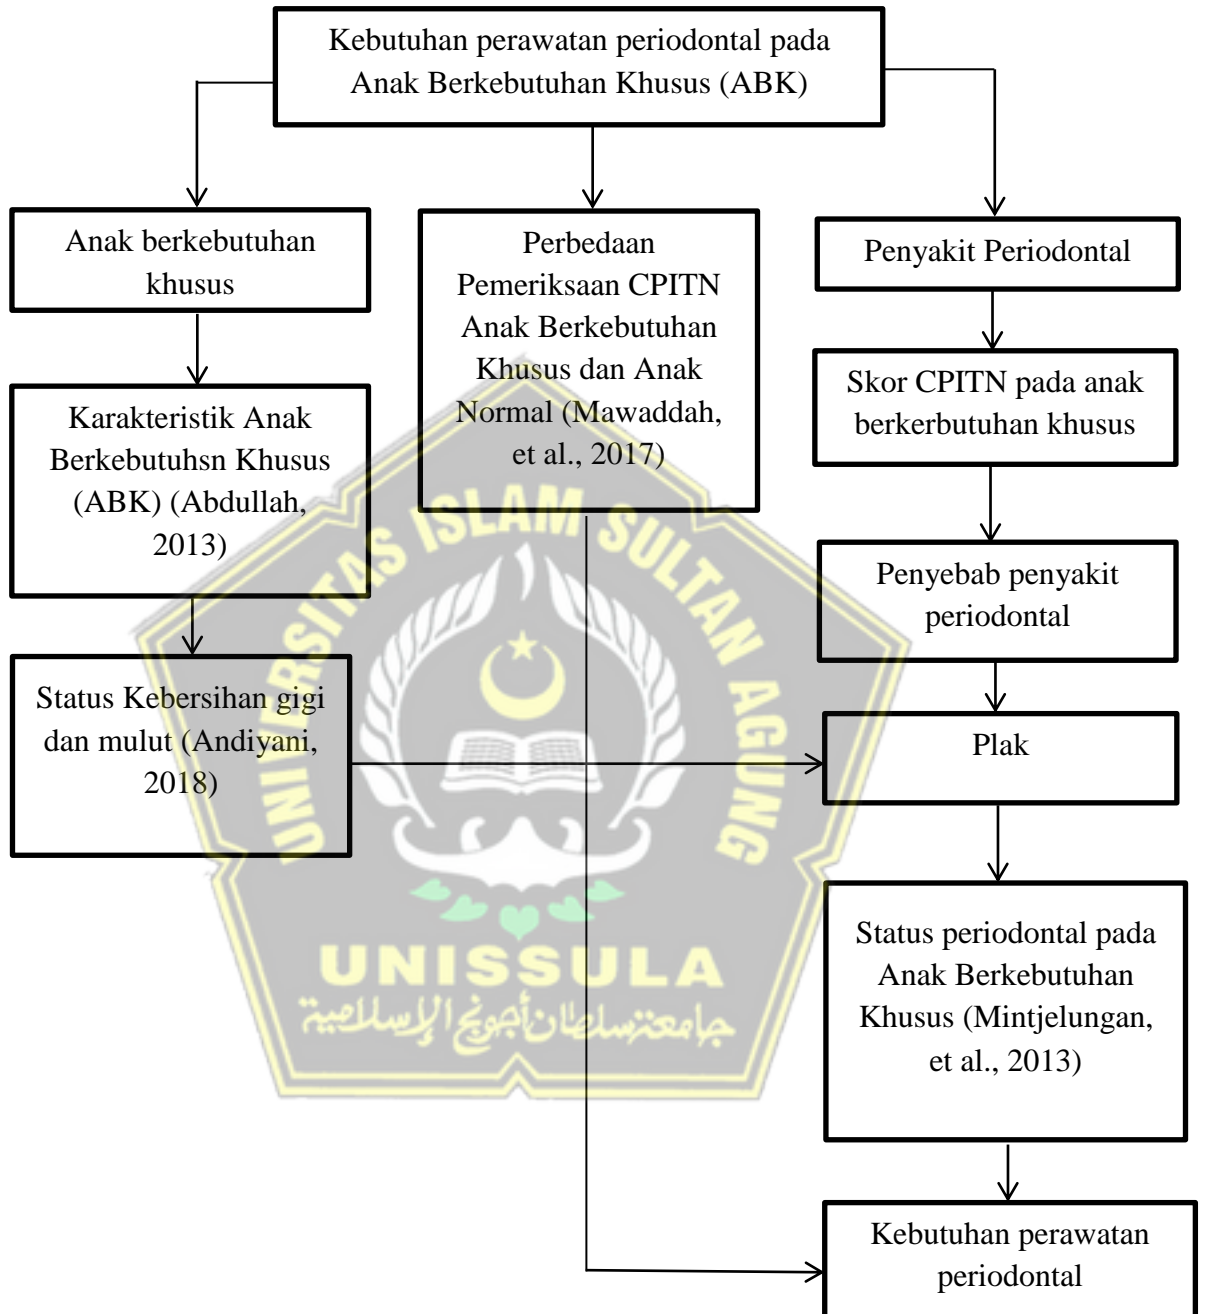 Kebutuhan perawatan periodontal pada
Anak Berkebutuhan Khusus (ABK)
Anak berkebutuhan
khusus
Karakteristik Anak
Berkebutuhsn Khusus
(ABK) (Abdullah,
2013)
Status Kebersihan gigi
dan mulut (Andiyani,
2018)
Perbedaan
Pemeriksaan CPITN
Anak Berkebutuhan
Khusus dan Anak
Normal (Mawaddah,
et al., 2017)
Penyakit Periodontal
Skor CPITN pada anak
berkerbutuhan khusus
Penyebab penyakit
periodontal
Plak
Status periodontal pada
Anak Berkebutuhan
Khusus (Mintjelungan,
et al., 2013)
Kebutuhan perawatan
periodontal
UNIVERSITAS ISLAM SULTAN AGUNG
UNISSULA
جامعة سلطان أجونج الإسلامية